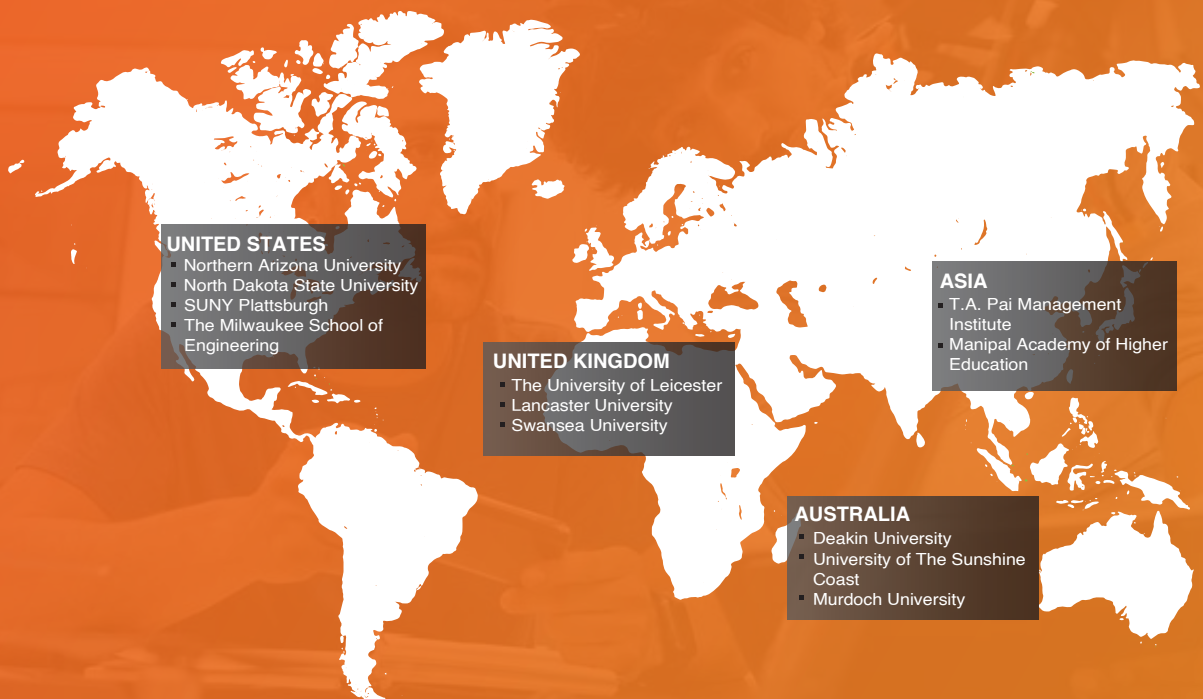 UNITED STATES
▪ Northern Arizona University
▪ North Dakota State University
▪ SUNY Plattsburgh
▪ The Milwaukee School of
Engineering
UNITED KINGDOM
▪ The University of Leicester
▪ Lancaster University
▪ Swansea University
ASIA
▪ T.A. Pai Management
Institute
▪ Manipal Academy of Higher
Education
AUSTRALIA
▪ Deakin University
▪ University of The Sunshine
Coast
▪ Murdoch University